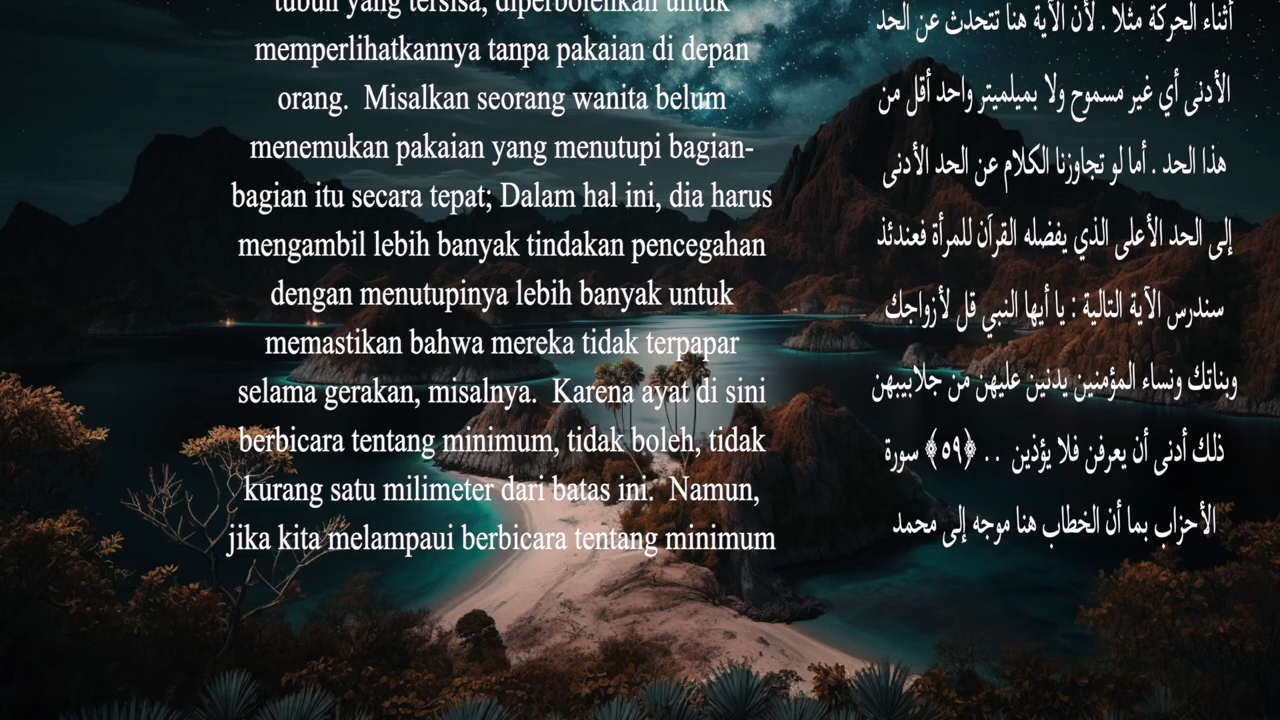 tubuh yang tersisa, diperbolehkan untuk
memperlihatkannya tanpa pakaian di depan
orang.  Misalkan seorang wanita belum
menemukan pakaian yang menutupi bagian-
bagian itu secara tepat; Dalam hal ini, dia harus
mengambil lebih banyak tindakan pencegahan
dengan menutupinya lebih banyak untuk
memastikan bahwa mereka tidak terpapar
selama gerakan, misalnya.  Karena ayat di sini
berbicara tentang minimum, tidak boleh, tidak
kurang satu milimeter dari batas ini.  Namun,
jika kita melampaui berbicara tentang minimum
أثناء الحركة مثلا . لأن الآية هنا تتحدث عن الحد
الأدنى أي غير مسموح ولا بميلميتر واحد أقل من
هذا الحد . أما لو تجاوزنا الكلام عن الحد الأدنى
إلى الحد الأعلى الذي يفضله القرآن للمرأة فعندئذ
سندرس الآية التالية : يا أيها النبي قل لأزواجك
وبناتك ونساء المؤمنين يدنين عليهن من جلابيبهن
ذلك أدنى أن يعرفن فلا يؤذين . . ﴿٥٩﴾ سورة
الأحزاب بما أن الخطاب هنا موجه إلى محمد